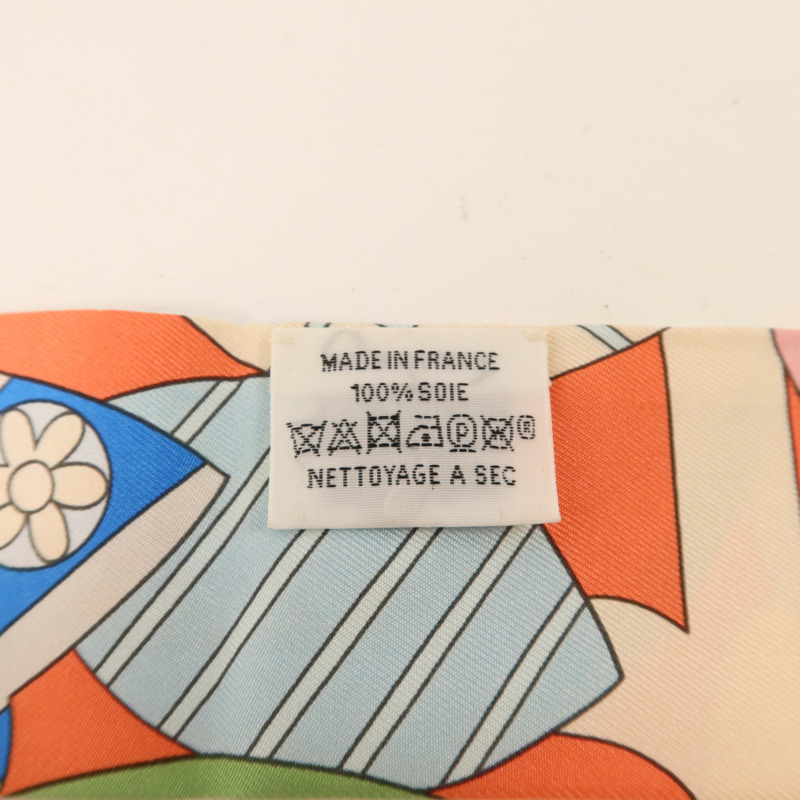 MADE IN FRANCE
100% SOIE
P ®
NETTOYAGE A SEC